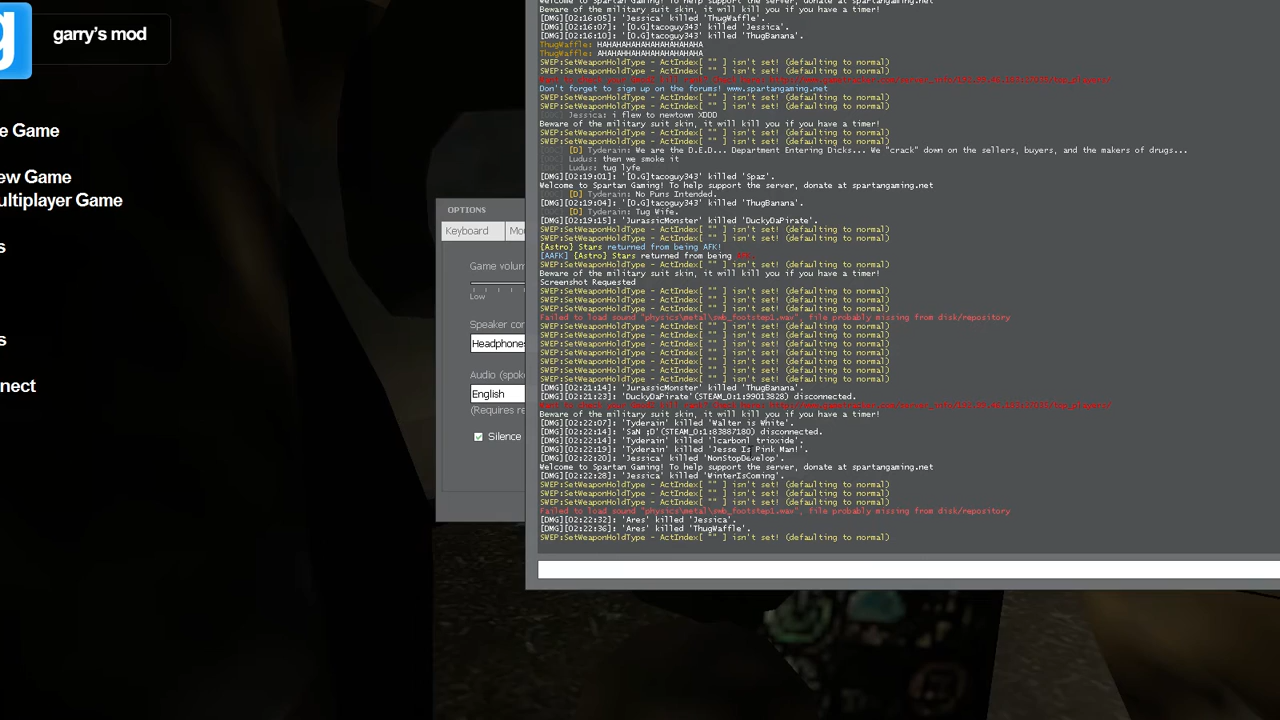 garry's mod
e Game
ew Game
ultiplayer Game
s
s
nnect
OPTIONS
Keyboard
Mo
Game volum
Low
Speaker con
Headphones
Audio (spok
English
(Requires re
Silence
Welcome to Spartan Gaming! To help support the server, donate at spartangaming.net
Beware of the military suit skin, it will kill you if you have a timer!
[DMG][02:16:05]: 'Jessica' killed 'ThugWaffle'.
[DMG][02:16:07]: '[O.G]tacoguy343' killed 'Jessica'.
[DMG][02:16:10]: '[O.G]tacoguy343' killed 'ThugBanana'.
ThugWaffle: HAHAHAHAHAHAHAHAHAHA
ThugWaffle: AHAHAHHAHAHAHAHAHAHA
SWEP:SetWeaponHoldType - ActIndex[ "" ] isn't set! (defaulting to normal)
SWEP:SetWeaponHoldType - ActIndex[ "" ] isn't set! (defaulting to normal)
Don't forget to sign up on the forums! www.spartangaming.net
SWEP:SetWeaponHoldType - ActIndex[ "" ] isn't set! (defaulting to normal)
SWEP:SetWeaponHoldType - ActIndex[ "" ] isn't set! (defaulting to normal)
Jessica: i flew to newtown XDDD
Beware of the military suit skin, it will kill you if you have a timer!
SWEP:SetWeaponHoldType - ActIndex[ "" ] isn't set! (defaulting to normal)
SWEP:SetWeaponHoldType - ActIndex[ "" ] isn't set! (defaulting to normal)
[D] Tyderain: We are the D.E.D... Department Entering Dicks... We "crack" down on the sellers, buyers, and the makers of drugs...
Ludus: then we smoke it
Ludus: tug lyfe
[DMG][02:19:01]: '[O.G]tacoguy343' killed 'Spaz'.
Welcome to Spartan Gaming! To help support the server, donate at spartangaming.net
[D] Tyderain: No Puns Intended.
[DMG][02:19:04]: '[O.G]tacoguy343' killed 'ThugBanana'.
[D] Tyderain: Tug Wife.
[DMG][02:19:15]: 'JurassicMonster' killed 'DuckyDaPirate'.
SWEP:SetWeaponHoldType - ActIndex[ "" ] isn't set! (defaulting to normal)
SWEP:SetWeaponHoldType - ActIndex[ "" ] isn't set! (defaulting to normal)
[Astro] Stars returned from being AFK!
[AAFK] [Astro] Stars returned from being
SWEP:SetWeaponHoldType - ActIndex[ "" ] isn't set! (defaulting to normal)
Beware of the military suit skin, it will kill you if you have a timer!
Screenshot Requested
SWEP:SetWeaponHoldType - ActIndex[ "" ] isn't set! (defaulting to normal)
SWEP:SetWeaponHoldType - ActIndex[ "" ] isn't set! (defaulting to normal)
SWEP:SetWeaponHoldType - ActIndex[ "" ] isn't set! (defaulting to normal)
Failed to load sound "physics\metal\swb_footstep1.wav", file probably missing from disk/repository
SWEP:SetWeaponHoldType - ActIndex[ "" ] isn't set! (defaulting to normal)
SWEP:SetWeaponHoldType - ActIndex[ "" ] isn't set! (defaulting to normal)
SWEP:SetWeaponHoldType - ActIndex[ "" ] isn't set! (defaulting to normal)
SWEP:SetWeaponHoldType - ActIndex[ "" ] isn't set! (defaulting to normal)
SWEP:SetWeaponHoldType - ActIndex[ "" ] isn't set! (defaulting to normal)
SWEP:SetWeaponHoldType - ActIndex[ "" ] isn't set! (defaulting to normal)
SWEP:SetWeaponHoldType - ActIndex[ "" ] isn't set! (defaulting to normal)
[DMG][02:21:14]: 'JurassicMonster' killed 'ThugBanana'.
[DMG][02:21:23]: 'DuckyDaPirate'(STEAM_0:1:99013828) disconnected.
Beware of the military suit skin, it will kill you if you have a timer!
[DMG][02:22:07]: 'Tyderain' killed 'Walter is White'.
[DMG][02:22:14]: 'SaN ;D'(STEAM_0:1:83887180) disconnected.
[DMG][02:22:14]: 'Tyderain' killed 'lcarbonl trioxide'.
[DMG][02:22:19]: 'Tyderain' killed 'Jesse Is Pink Man!'.
[DMG][02:22:20]: 'Jessica' killed 'NonStopDevelop'.
Welcome to Spartan Gaming! To help support the server, donate at spartangaming.net
[DMG][02:22:28]: 'Jessica' killed 'WinterIsComing'.
SWEP:SetWeaponHoldType - ActIndex[ "" ] isn't set! (defaulting to normal)
SWEP:SetWeaponHoldType - ActIndex[ "" ] isn't set! (defaulting to normal)
SWEP:SetWeaponHoldType - ActIndex[ "" ] isn't set! (defaulting to normal)
Failed to load sound "physics\metal\swb_footstep1.wav", file probably missing from disk/repository
[DMG][02:22:32]: 'Ares' killed 'Jessica'.
[DMG][02:22:36]: 'Ares' killed 'ThugWaffle'.
SWEP:SetWeaponHoldType - ActIndex[ "" ] isn't set! (defaulting to normal)